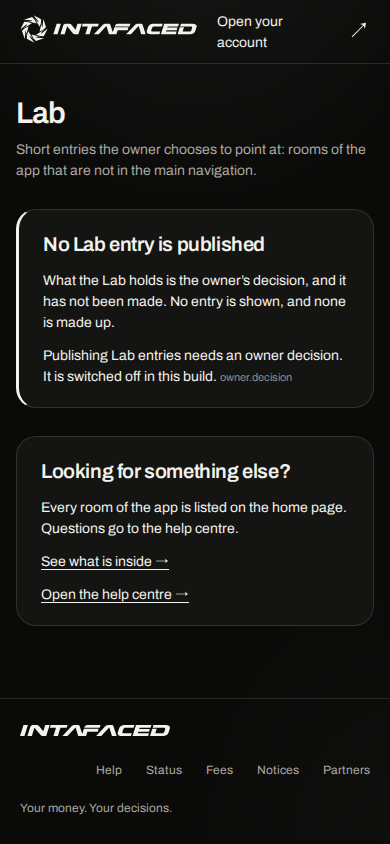 INTAFACED
Open your
account
Lab
Short entries the owner chooses to point at: rooms of the
app that are not in the main navigation.
No Lab entry is published
What the Lab holds is the owner’s decision, and it
has not been made. No entry is shown, and none
is made up.
Publishing Lab entries needs an owner decision.
It is switched off in this build. owner.decision
Looking for something else?
Every room of the app is listed on the home page.
Questions go to the help centre.
See what is inside →
Open the help centre →
INTAFACED
Help Status Fees Notices Partners
Your money. Your decisions.